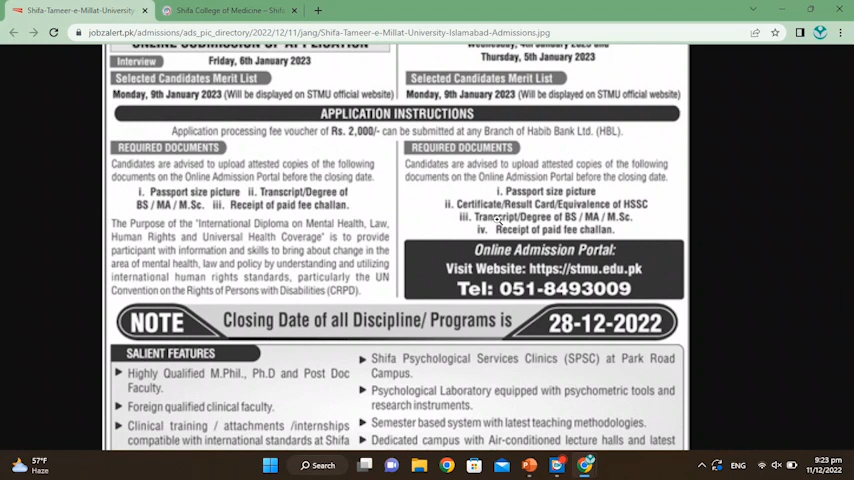 Shifa-Tameer-e-Millat-University
Shifa College of Medicine – Shifa
jobzalert.pk/admissions/ads_pic_directory/2022/12/11/jang/Shifa-Tameer-e-Millat-University-Islamabad-Admissions.jpg
ONLINE SUBMISSION OF APPLICATION
Interview Friday, 6th January 2023
Selected Candidates Merit List
Monday, 9th January 2023 (Will be displayed on STMU official website)
Wednesday, 4th January 2023 and
Thursday, 5th January 2023
Selected Candidates Merit List
Monday, 9th January 2023 (Will be displayed on STMU official website)
APPLICATION INSTRUCTIONS
Application processing fee voucher of Rs. 2,000/- can be submitted at any Branch of Habib Bank Ltd. (HBL).
REQUIRED DOCUMENTS
Candidates are advised to upload attested copies of the following
documents on the Online Admission Portal before the closing date.
i. Passport size picture ii. Transcript/Degree of
BS / MA / M.Sc. iii. Receipt of paid fee challan.
The Purpose of the "International Diploma on Mental Health, Law,
Human Rights and Universal Health Coverage" is to provide
participant with information and skills to bring about change in the
area of mental health, law and policy by understanding and utilizing
international human rights standards, particularly the UN
Convention on the Rights of Persons with Disabilities (CRPD).
REQUIRED DOCUMENTS
Candidates are advised to upload attested copies of the following
documents on the Online Admission Portal before the closing date.
i. Passport size picture
ii. Certificate/Result Card/Equivalence of HSSC
iii. Transcript/Degree of BS / MA / M.Sc.
iv. Receipt of paid fee challan.
Online Admission Portal:
Visit Website: https://stmu.edu.pk
Tel: 051-8493009
NOTE Closing Date of all Discipline/ Programs is 28-12-2022
SALIENT FEATURES
Highly Qualified M.Phil., Ph.D and Post Doc
Faculty.
Foreign qualified clinical faculty.
Clinical training / attachments /internships
compatible with international standards at Shifa
Shifa Psychological Services Clinics (SPSC) at Park Road
Campus.
Psychological Laboratory equipped with psychometric tools and
research instruments.
Semester based system with latest teaching methodologies.
Dedicated campus with Air-conditioned lecture halls and latest
57°F
Haze
Search
ENG
9:23 pm
11/12/2022